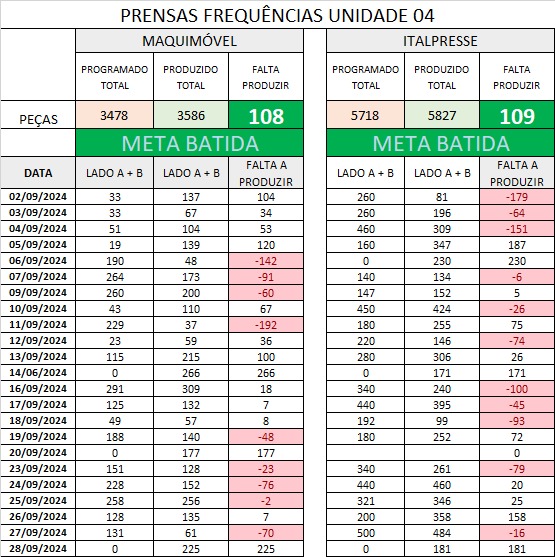 PRENSAS FREQUÊNCIAS UNIDADE 04
MAQUIMÓVEL ITALPRESSE
PROGRAMADO TOTAL PRODUZIDO TOTAL FALTA PRODUZIR PROGRAMADO TOTAL PRODUZIDO TOTAL FALTA PRODUZIR
PEÇAS 3478 3586 108 5718 5827 109
META BATIDA META BATIDA
DATA LADO A + B LADO A + B FALTA A PRODUZIR LADO A + B LADO A + B FALTA A PRODUZIR
02/09/2024 33 137 104 260 81 -179
03/09/2024 33 67 34 260 196 -64
04/09/2024 51 104 53 460 309 -151
05/09/2024 19 139 120 160 347 187
06/09/2024 190 48 -142 0 230 230
07/09/2024 264 173 -91 140 134 -6
09/09/2024 260 200 -60 147 152 5
10/09/2024 43 110 67 450 424 -26
11/09/2024 229 37 -192 180 255 75
12/09/2024 23 59 36 220 146 -74
13/09/2024 115 215 100 280 306 26
14/06/2024 0 266 266 0 171 171
16/09/2024 291 309 18 340 240 -100
17/09/2024 125 132 7 440 395 -45
18/09/2024 49 57 8 192 99 -93
19/09/2024 188 140 -48 180 252 72
20/09/2024 0 177 177 0
23/09/2024 151 128 -23 340 261 -79
24/09/2024 228 152 -76 440 460 20
25/09/2024 258 256 -2 321 346 25
26/09/2024 128 135 7 200 358 158
27/09/2024 131 61 -70 500 484 -16
28/09/2024 0 225 225 0 181 181